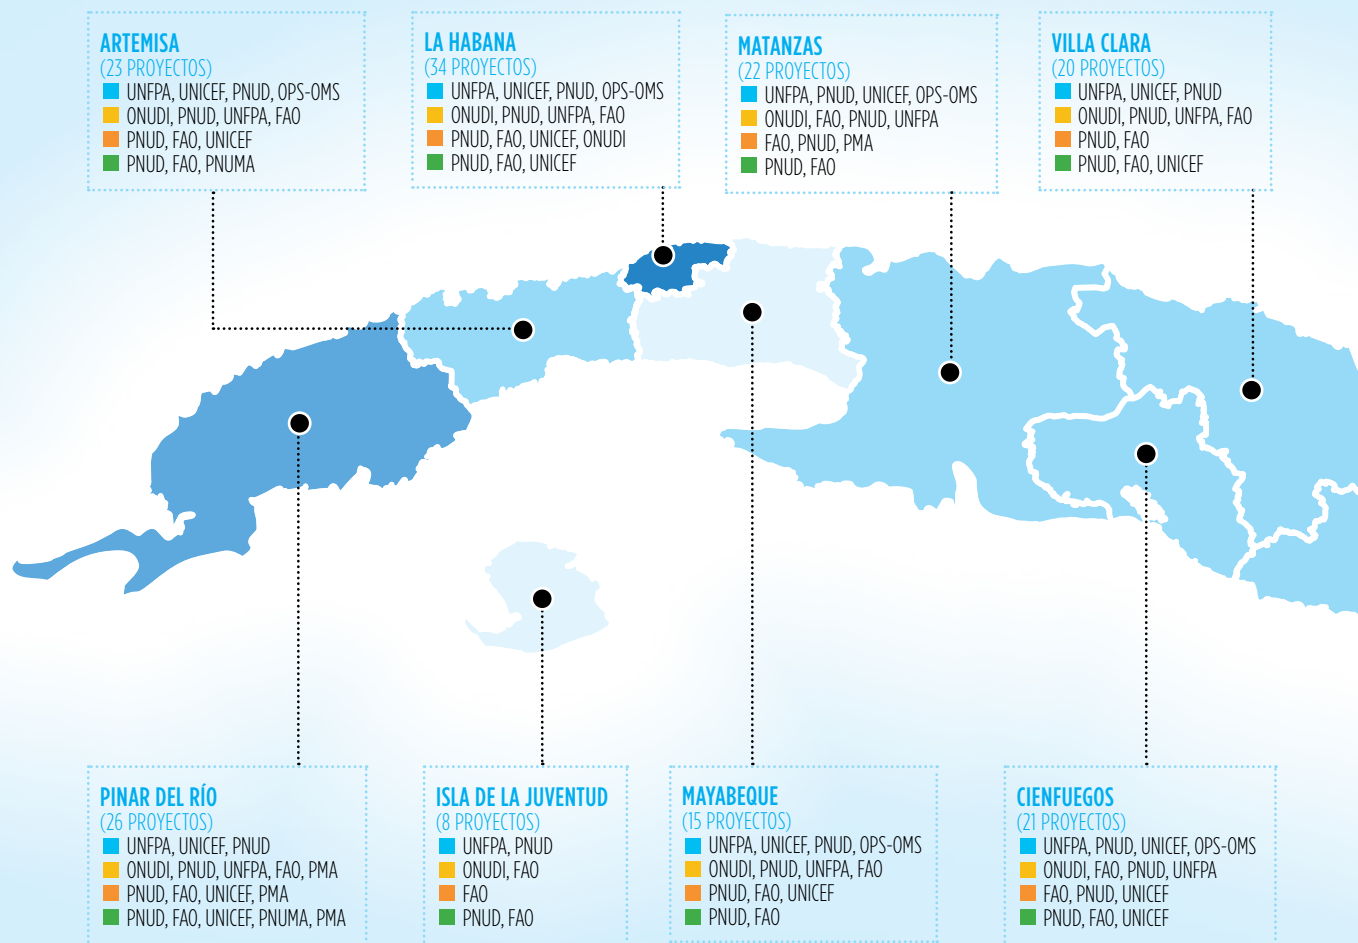 ARTEMISA
(23 PROYECTOS)
UNFPA, UNICEF, PNUD, OPS-OMS
ONUDI, PNUD, UNFPA, FAO
PNUD, FAO, UNICEF
PNUD, FAO, PNUMA
LA HABANA
(34 PROYECTOS)
UNFPA, UNICEF, PNUD, OPS-OMS
ONUDI, PNUD, UNFPA, FAO
PNUD, FAO, UNICEF, ONUDI
PNUD, FAO, UNICEF
MATANZAS
(22 PROYECTOS)
UNFPA, PNUD, UNICEF, OPS-OMS
ONUDI, FAO, PNUD, UNFPA
FAO, PNUD, PMA
PNUD, FAO
VILLA CLARA
(20 PROYECTOS)
UNFPA, UNICEF, PNUD
ONUDI, PNUD, UNFPA, FAO
PNUD, FAO
PNUD, FAO, UNICEF
PINAR DEL RÍO
(26 PROYECTOS)
UNFPA, UNICEF, PNUD
ONUDI, PNUD, UNFPA, FAO, PMA
PNUD, FAO, UNICEF, PMA
PNUD, FAO, UNICEF, PNUMA, PMA
ISLA DE LA JUVENTUD
(8 PROYECTOS)
UNFPA, PNUD
ONUDI, FAO
FAO
PNUD, FAO
MAYABEQUE
(15 PROYECTOS)
UNFPA, UNICEF, PNUD, OPS-OMS
ONUDI, PNUD, UNFPA, FAO
PNUD, FAO, UNICEF
PNUD, FAO
CIENFUEGOS
(21 PROYECTOS)
UNFPA, PNUD, UNICEF, OPS-OMS
ONUDI, FAO, PNUD, UNFPA
FAO, PNUD, UNICEF
PNUD, FAO, UNICEF